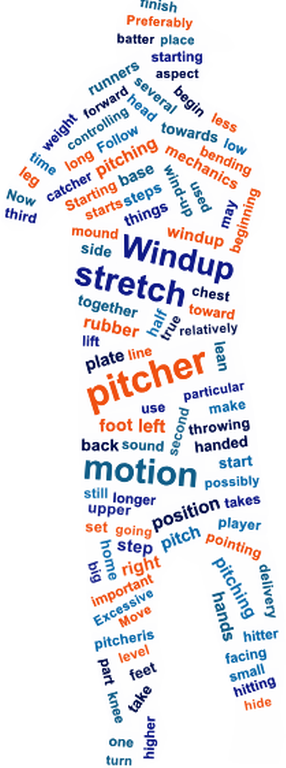 finish
Preferably
batter place
starting
aspect
runners
several
begin
forward
head
less
weight
controlling
towards low
Follow
bending
time
long pitching mechanics
leg
catcher base
wind-up
used
Starting
Now
starts steps
may
beginning
third
things
mound
windup
side Windup
stretch chest
together
toward
rubber half true relatively
lift
plate line
lean
pitcher
particular
use
make
foot left
second
throwing
back sound
handed
motion
start
still longer
possibly
upper
position takes
set going
pitch
player
home step
pointing
big
right
pitching
delivery
important
Excessive
hands
Move
pitcheris
hitter
level
facing
part feet
small
knee take
hitting
hide
one higher
turn